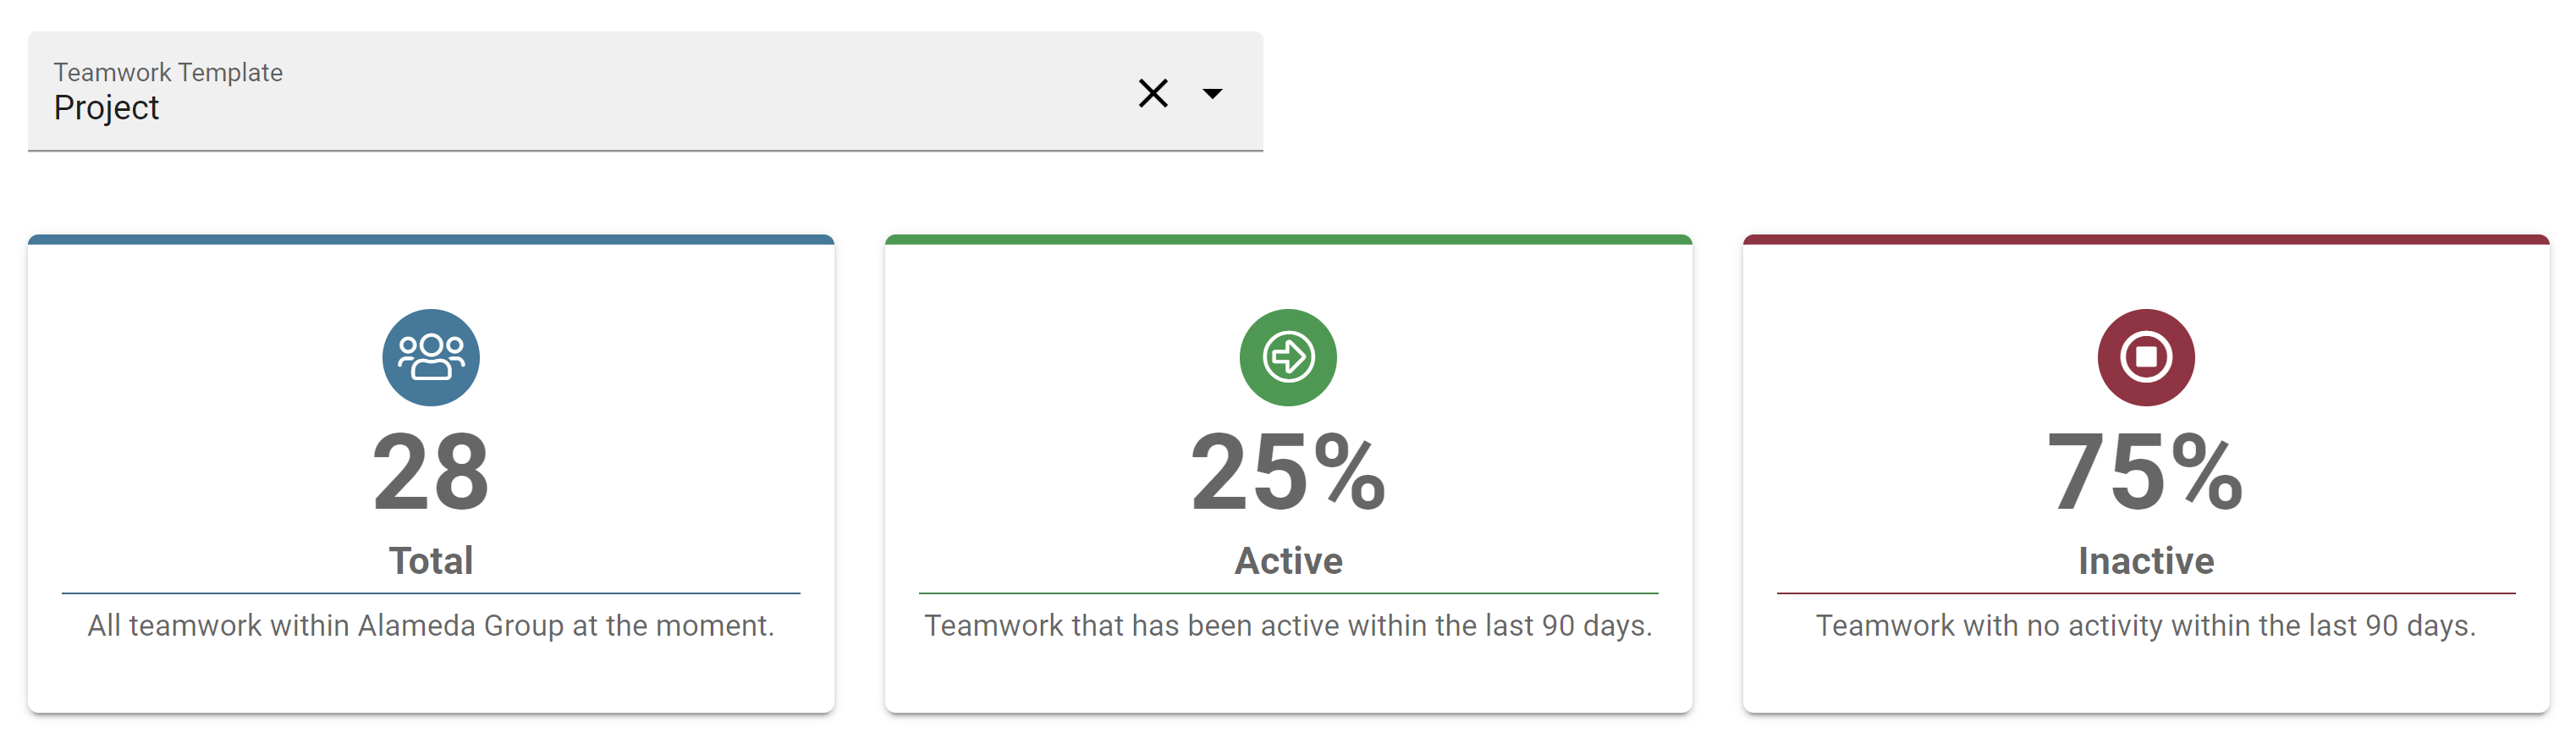 Teamwork Template
Project
28
Total
All teamwork within Alameda Group at the moment.
25%
Active
Teamwork that has been active within the last 90 days.
75%
Inactive
Teamwork with no activity within the last 90 days.